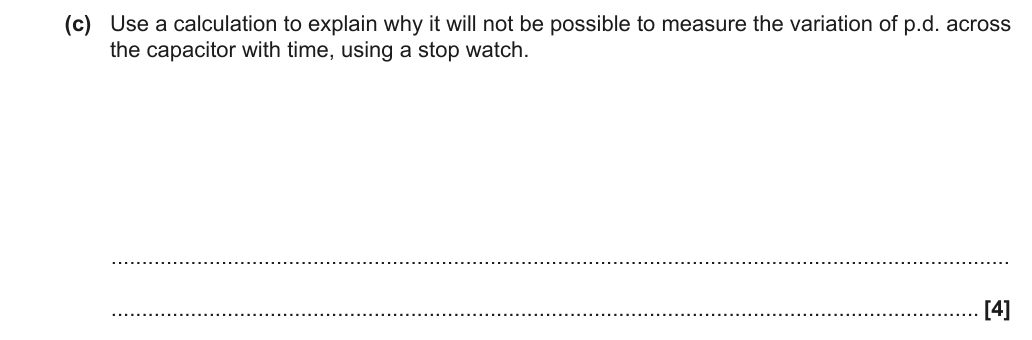 (c) Use a calculation to explain why it will not be possible to measure the variation of p.d. across
the capacitor with time, using a stop watch.
..........................................................................................................................................................
.................................................................................................................................................. [4]